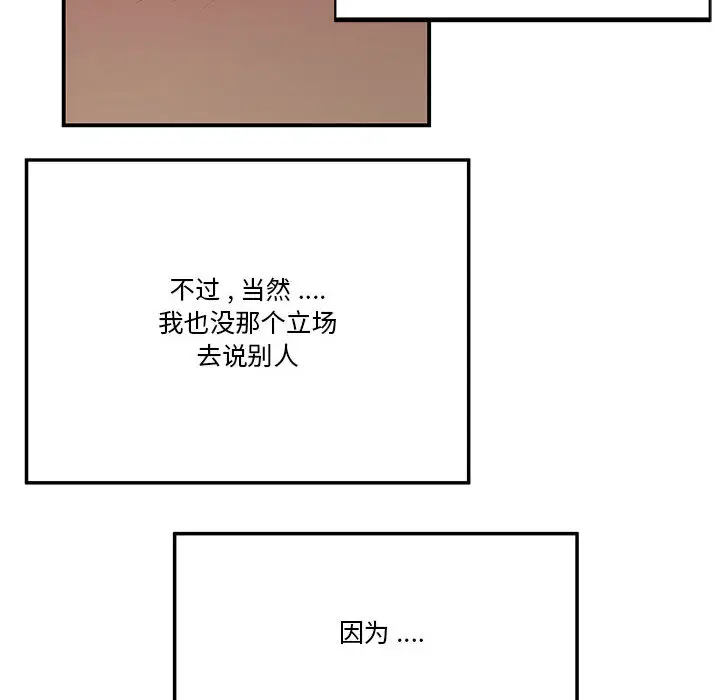 不过 , 当然 ....
我也没那个立场
去说别人
因为 ....